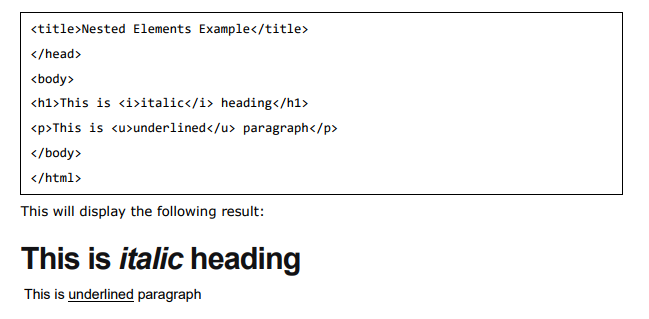 <title>Nested Elements Example</title>
</head>
<body>
<h1>This is <i>italic</i> heading</h1>
<p>This is <u>underlined</u> paragraph</p>
</body>
</html>
This will display the following result:
This is italic heading
This is underlined paragraph